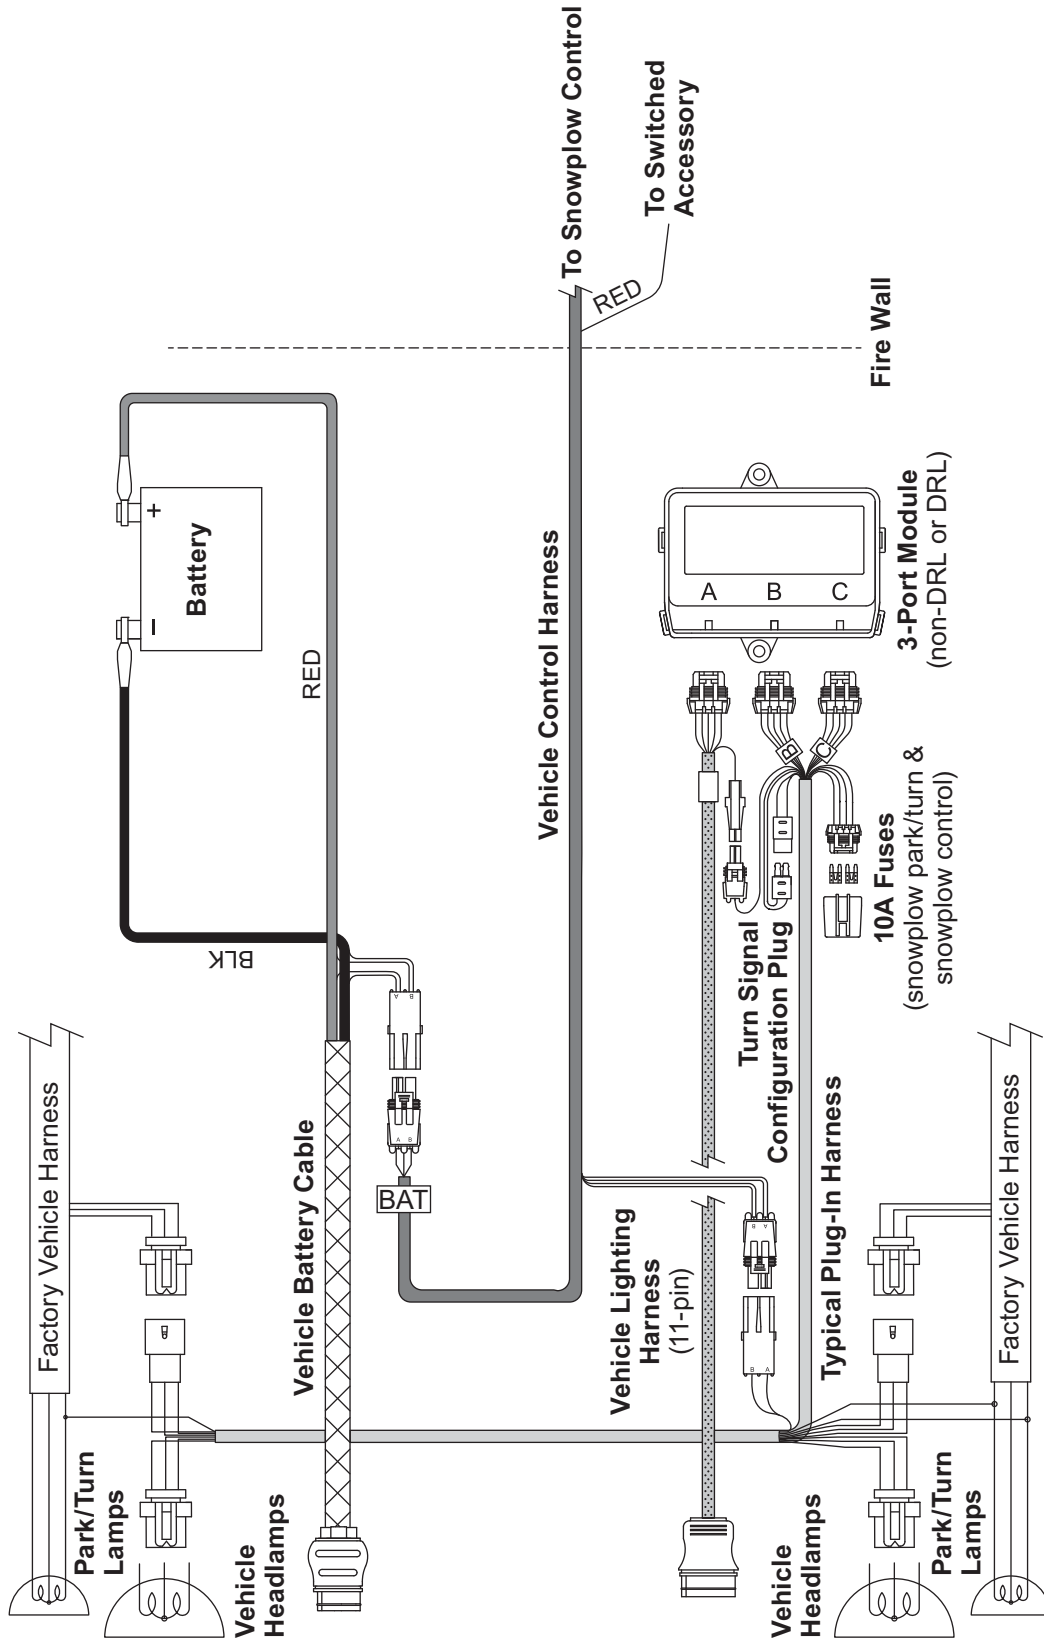 To Snowplow Control
To Switched
Accessory
RED
Fire Wall
+
–
Battery
RED
BLK
Vehicle Control Harness
A
B
C
3-Port Module
(non-DRL or DRL)
B
C
10A Fuses
(snowplow park/turn &
snowplow control)
Turn Signal
Configuration Plug
A
B
A
B
BAT
Vehicle Battery Cable
Factory Vehicle Harness
Vehicle Lighting
Harness
(11-pin)
B
A
B
A
Typical Plug-In Harness
Factory Vehicle Harness
Park/Turn
Lamps
Vehicle
Headlamps
Vehicle
Headlamps
Park/Turn
Lamps